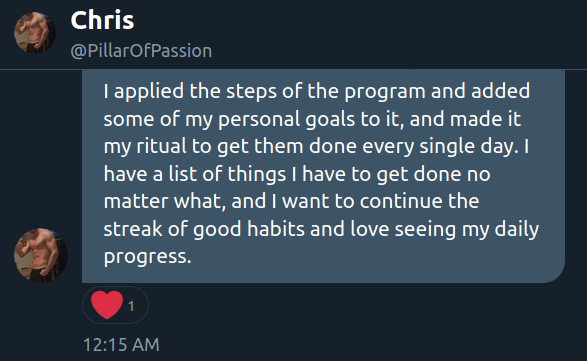 Chris
@PillarOfPassion
I applied the steps of the program and added
some of my personal goals to it, and made it
my ritual to get them done every single day. I
have a list of things I have to get done no
matter what, and I want to continue the
streak of good habits and love seeing my daily
progress.
1
12:15 AM